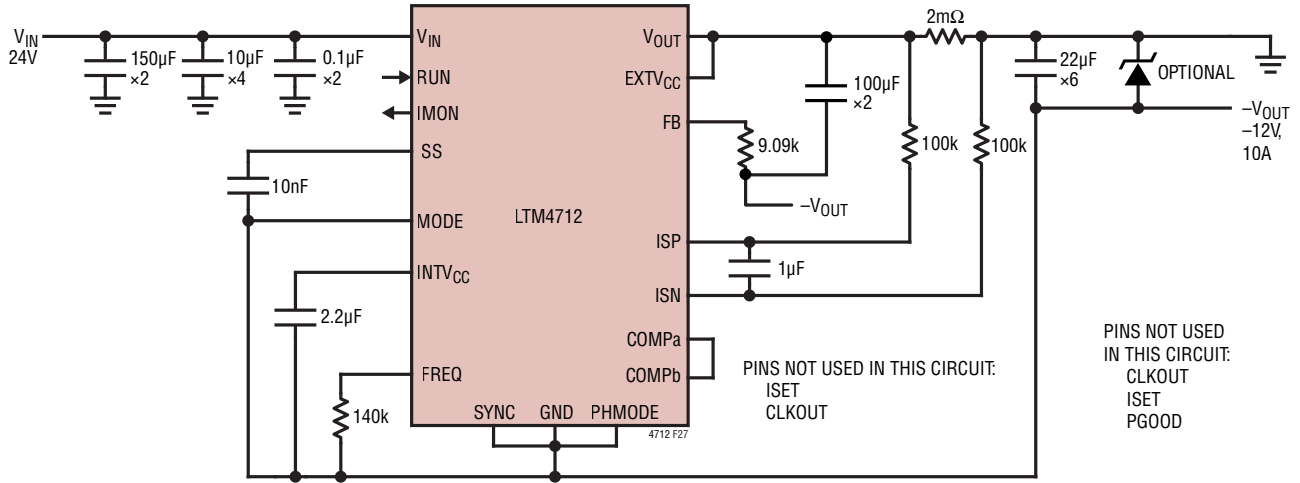 VIN
24V
150µF
×2
10µF
×4
0.1µF
×2
VIN
RUN
IMON
SS
10nF
MODE
INTVCC
2.2µF
FREQ
140k
LTM4712
SYNC GND PHMODE
VOUT
EXTVCC
FB
ISP
ISN
COMPa
COMPb
4712 F27
2mΩ
100µF
×2
9.09k
–VOUT
100k
100k
1µF
22µF
×6
OPTIONAL
–VOUT
–12V,
10A
PINS NOT USED IN THIS CIRCUIT:
ISET
CLKOUT
PINS NOT USED
IN THIS CIRCUIT:
CLKOUT
ISET
PGOOD